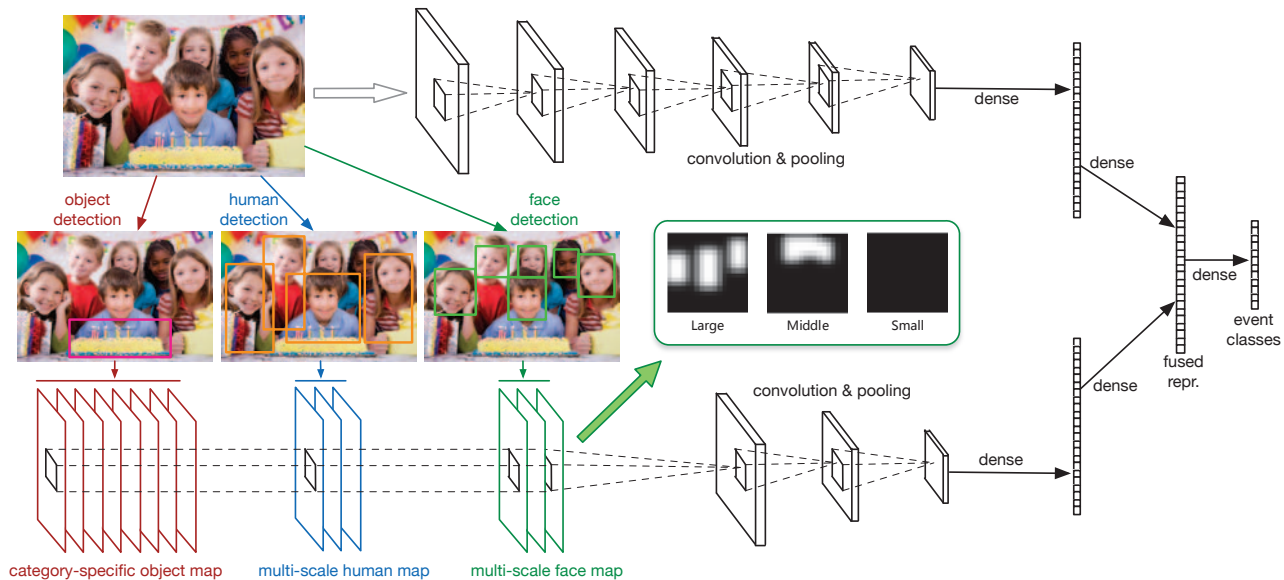 convolution & pooling
dense
dense
object
detection
human
detection
face
detection
Large
Middle
Small
dense
event
classes
fused
repr.
dense
convolution & pooling
dense
category-specific object map
multi-scale human map
multi-scale face map